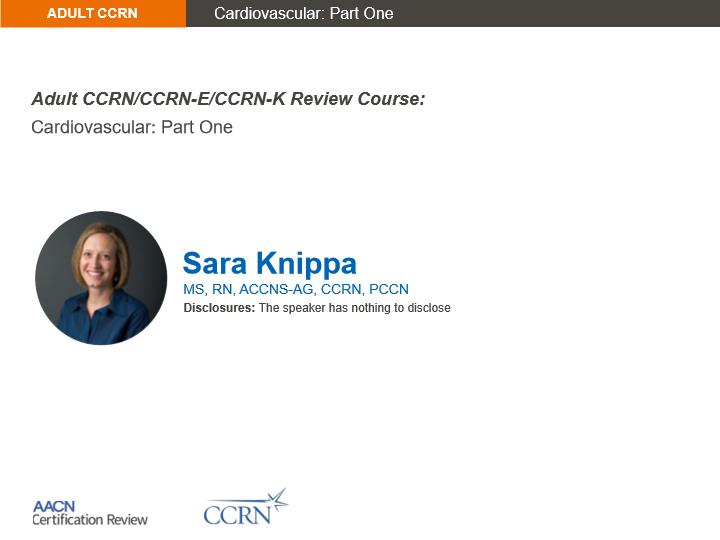 ADULT CCRN
Cardiovascular: Part One
Adult CCRN/CCRN-E/CCRN-K Review Course:
Cardiovascular: Part One
Sara Knippa
MS, RN, ACCNS-AG, CCRN, PCCN
Disclosures: The speaker has nothing to disclose
AACN
Certification Review
CCRN